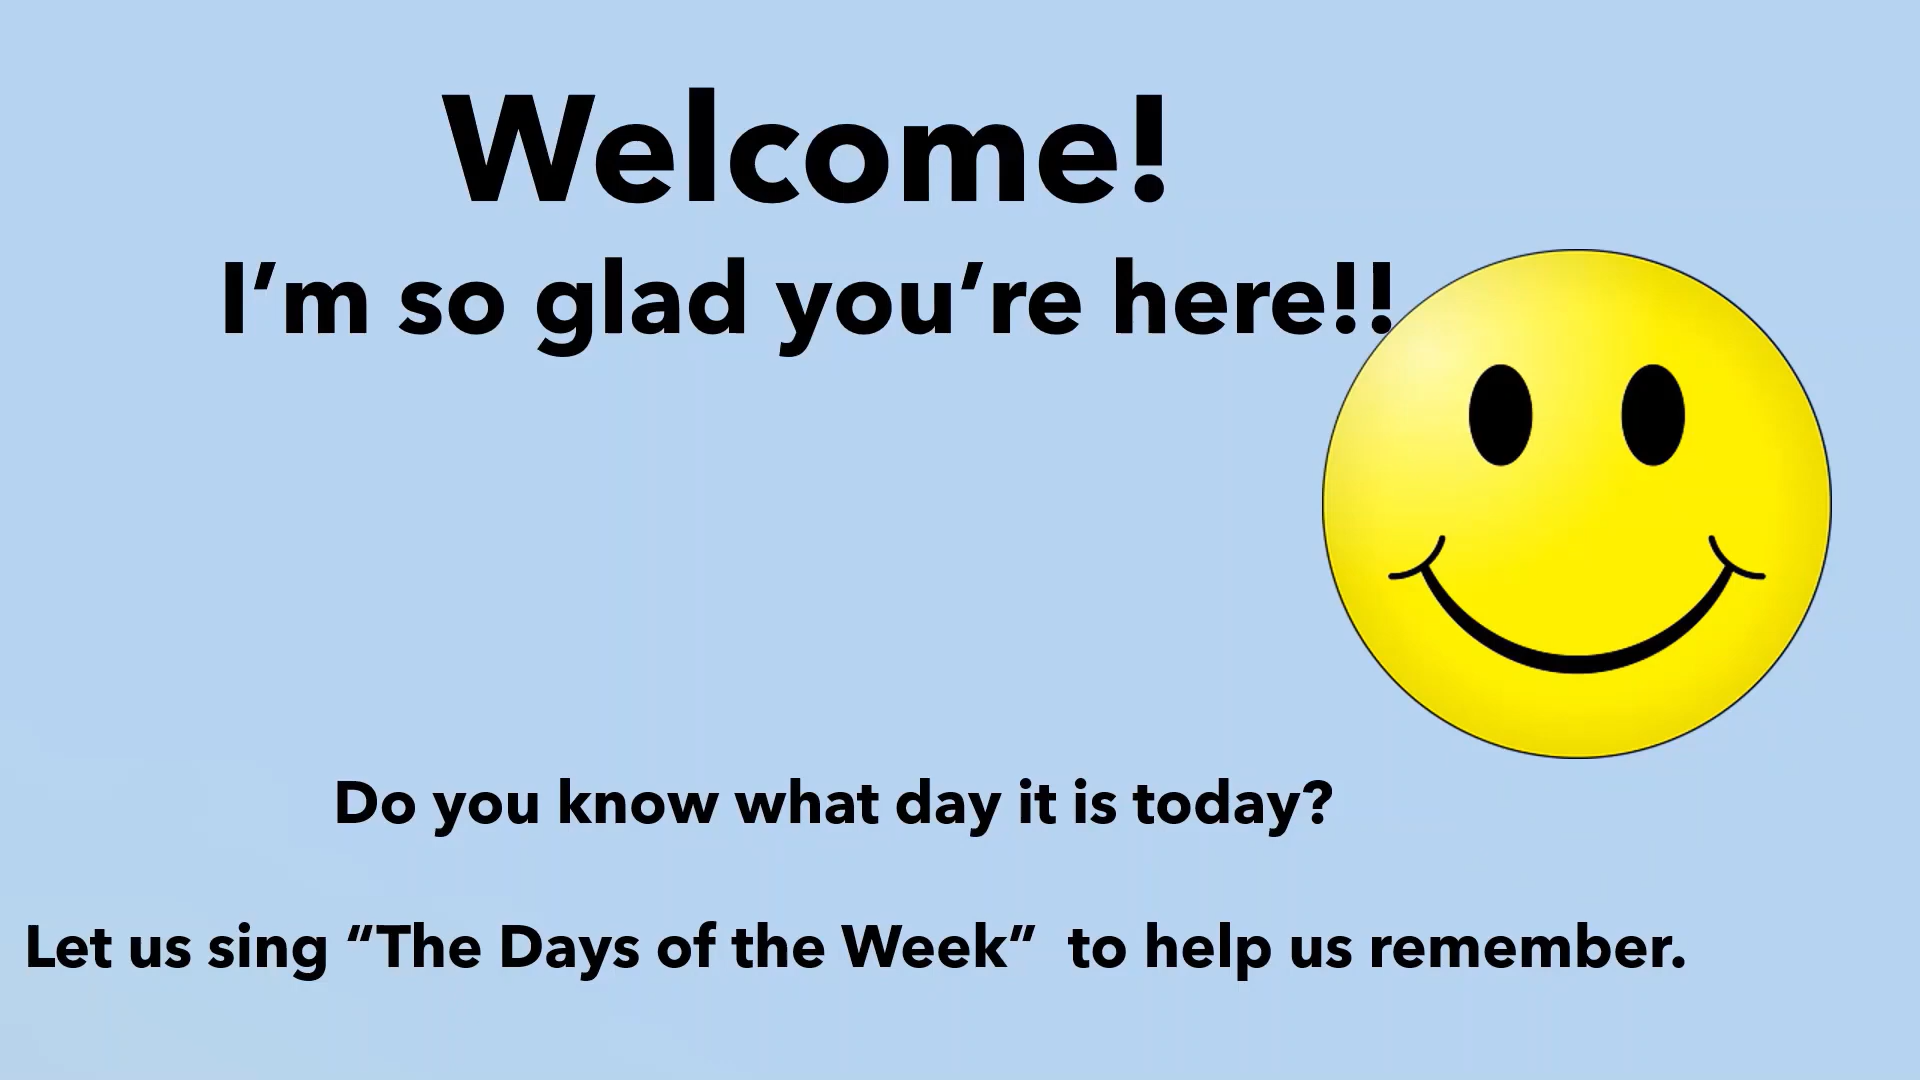 Welcome!
I’m so glad you’re here!!
Do you know what day it is today?
Let us sing “The Days of the Week”  to help us remember.